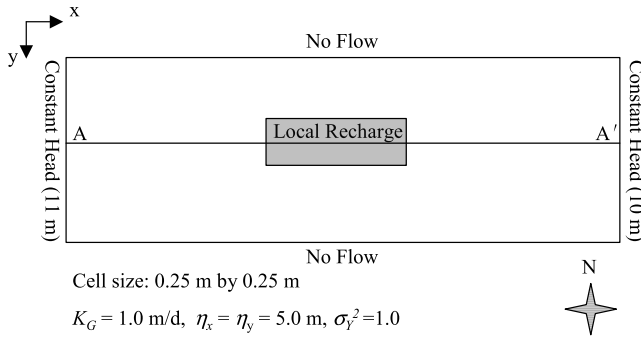 x
y
No Flow
Constant Head (11 m)
A
Local Recharge
A'
Constant Head (10 m)
No Flow
Cell size: 0.25 m by 0.25 m
N
K_G = 1.0 m/d, η_x = η_y = 5.0 m, σ_Y^2 =1.0